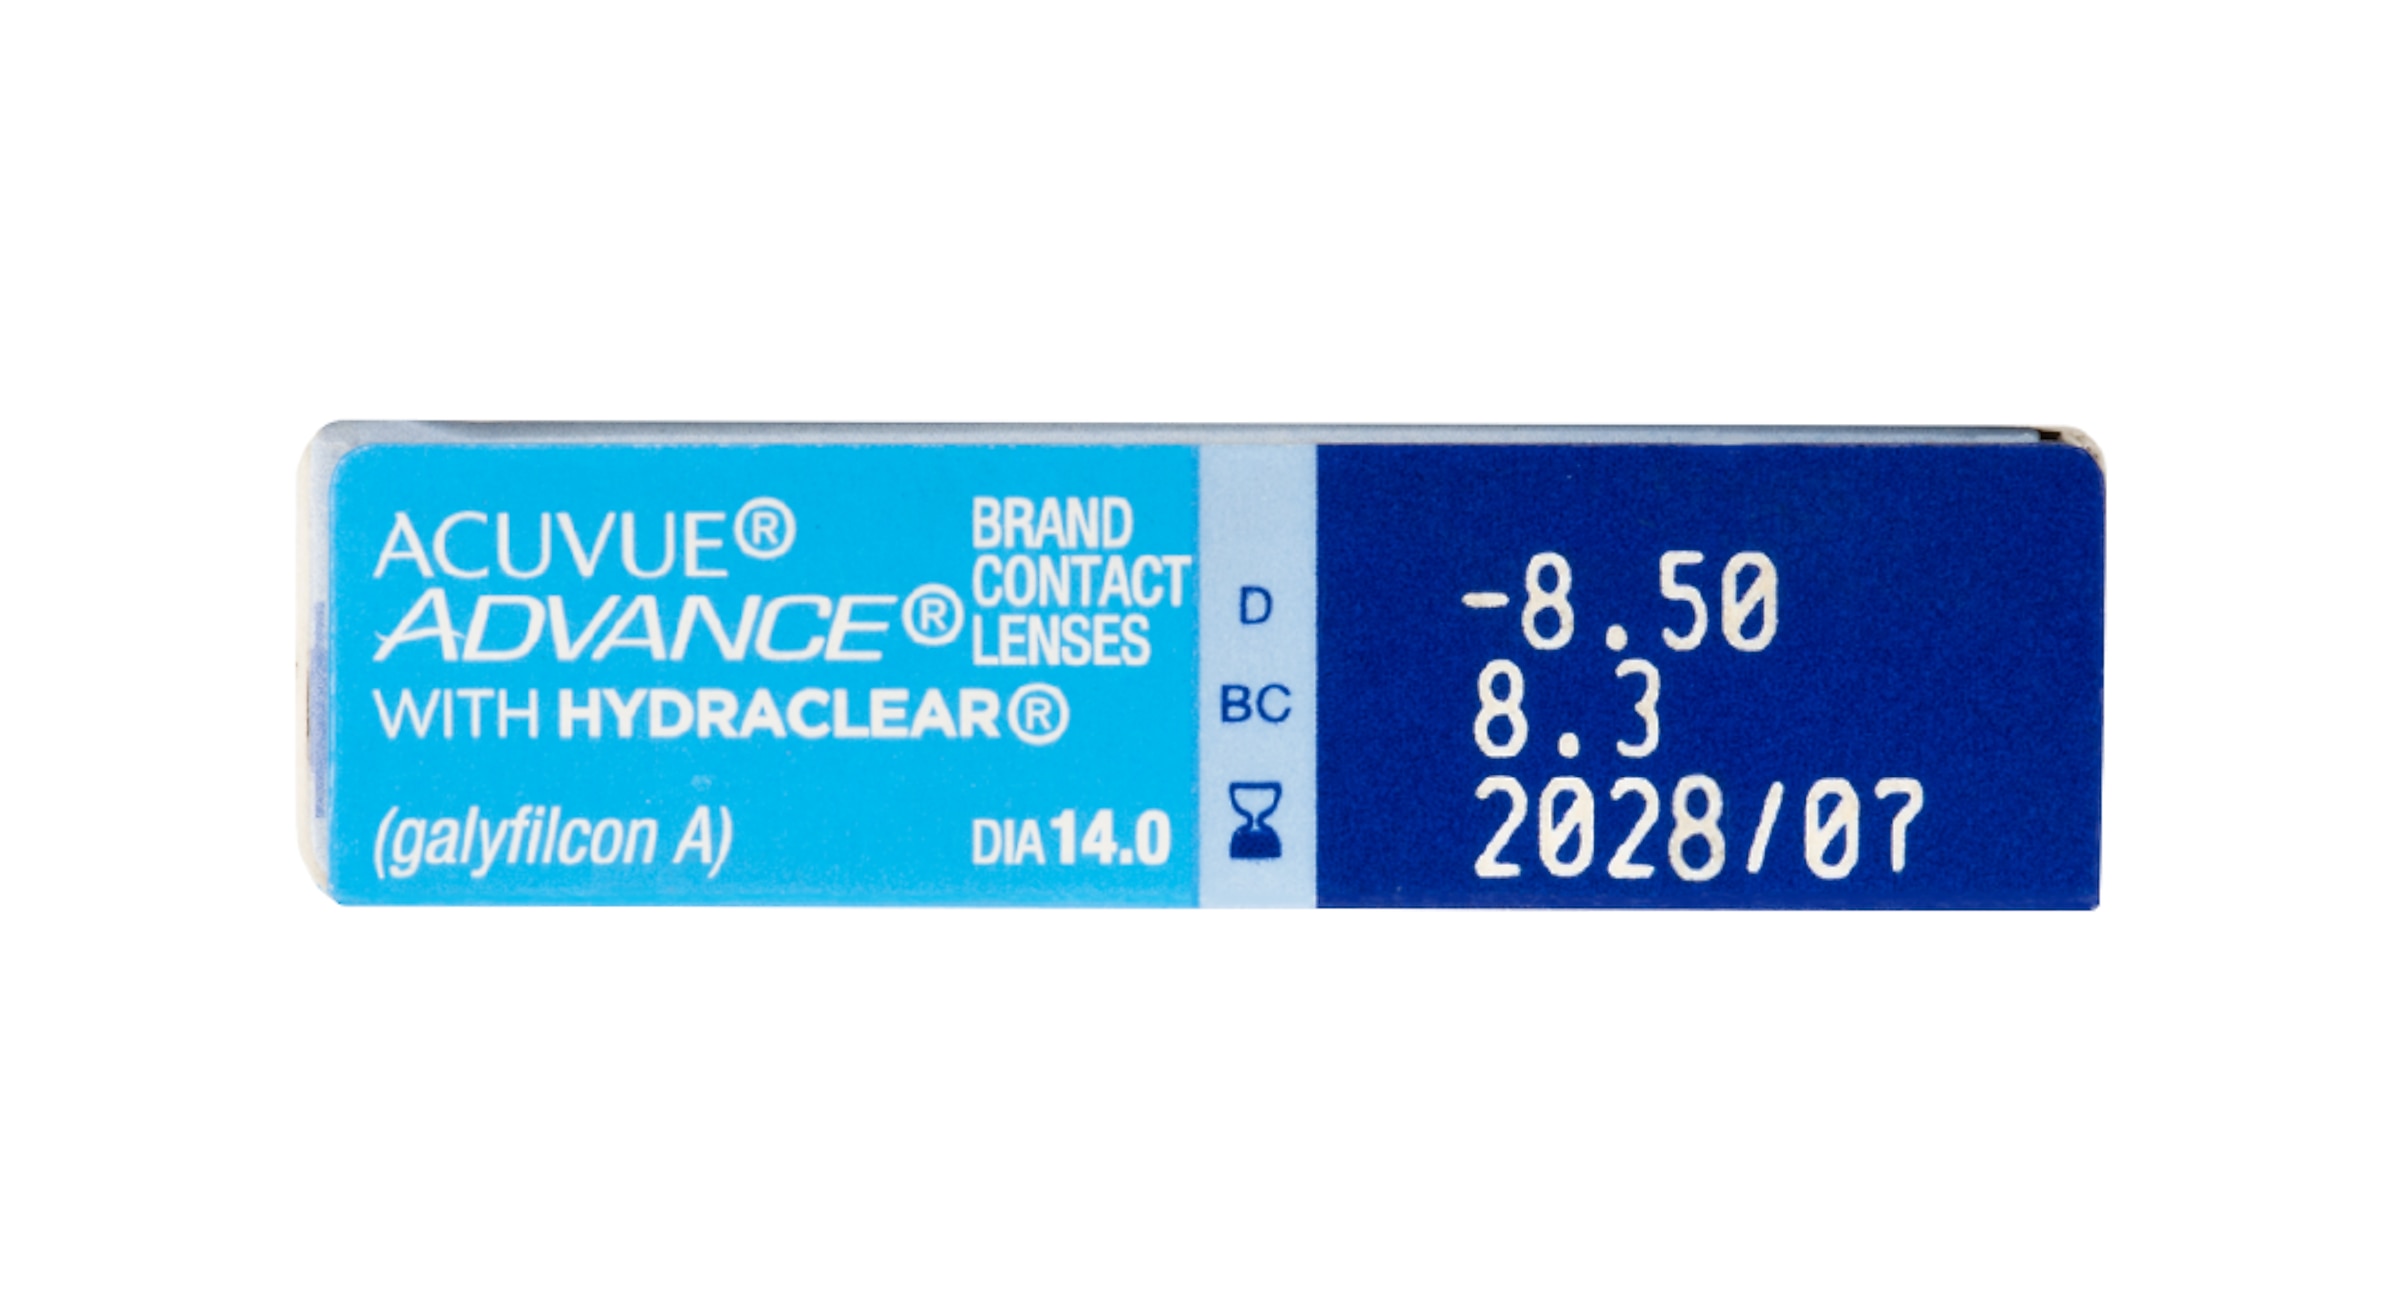 ACUVUE®
ADVANCE®
BRAND
CONTACT
LENSES
WITH HYDRACLEAR®
(galyfilcon A)
DIA 14.0
D
-8.50
BC
8.3
2028/07